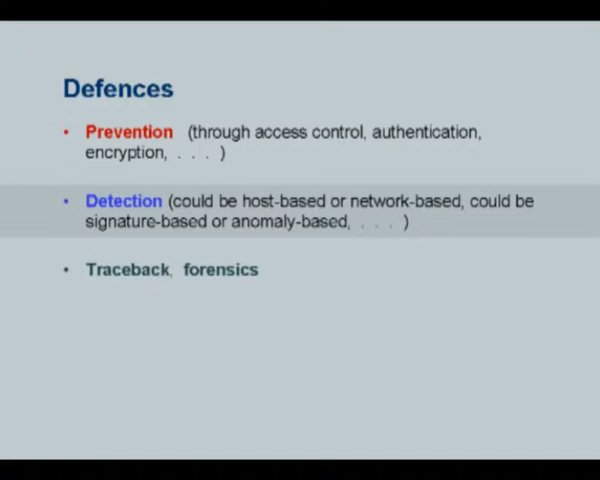 Defences
• Prevention (through access control, authentication,
encryption, . . . . )
• Detection (could be host-based or network-based, could be
signature-based or anomaly-based, . . . . )
• Traceback, forensics